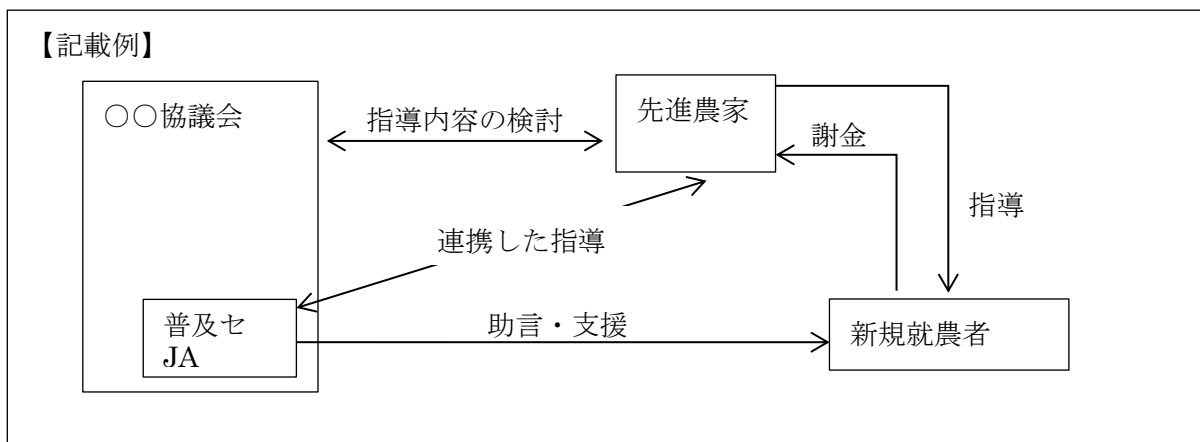 【記載例】
○○協議会
指導内容の検討
先進農家
謝金
指導
連携した指導
普及セ
JA
助言・支援
新規就農者